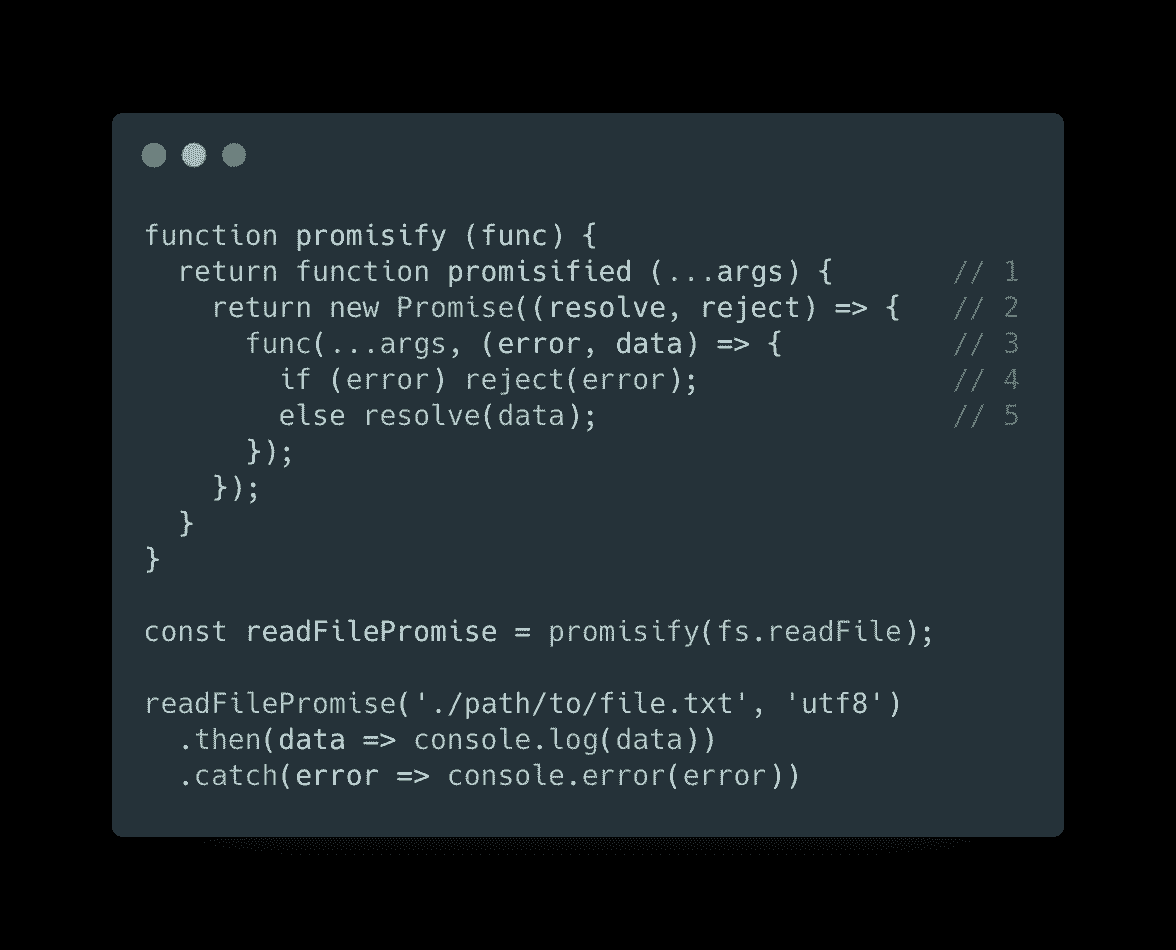 function promisify (func) {
  return function promisified (...args) {       // 1
    return new Promise((resolve, reject) => {   // 2
      func(...args, (error, data) => {          // 3
        if (error) reject(error);               // 4
        else resolve(data);                     // 5
      });
    });
  }
}
const readFilePromise = promisify(fs.readFile);
readFilePromise('./path/to/file.txt', 'utf8')
  .then(data => console.log(data))
  .catch(error => console.error(error))